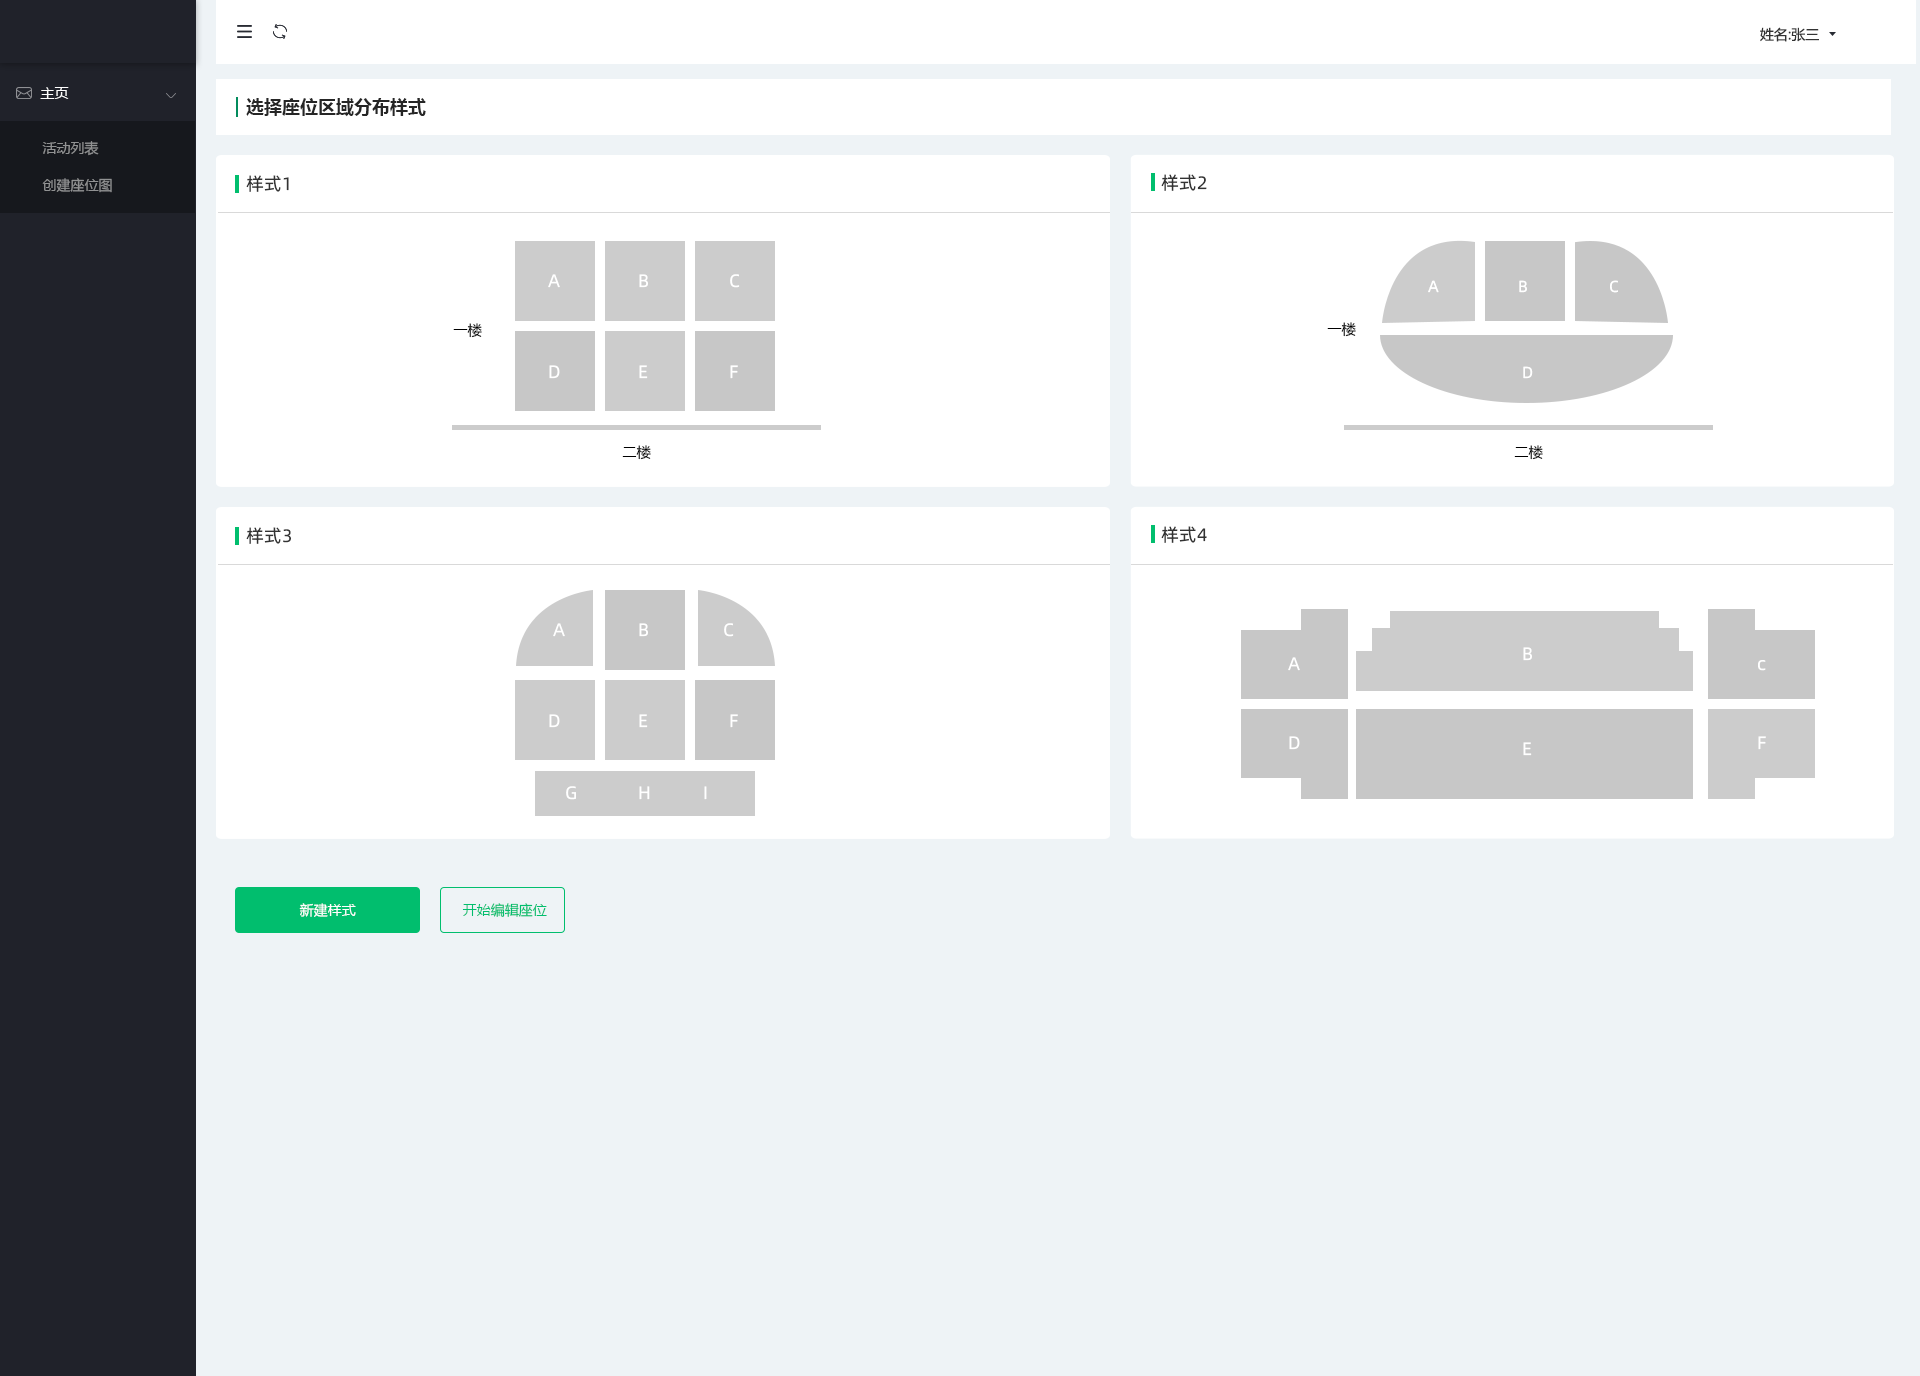 姓名:张三
主页
活动列表
创建座位图
选择座位区域分布样式
样式1
A B C
一楼
D E F
二楼
样式2
A B C
一楼
D
二楼
样式3
A B C
D E F
G H I
样式4
A B c
D E F
新建样式
开始编辑座位